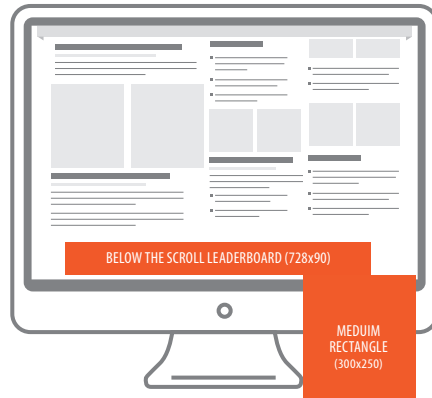 BELOW THE SCROLL LEADERBOARD (728x90)
MEDUIM
RECTANGLE
(300x250)